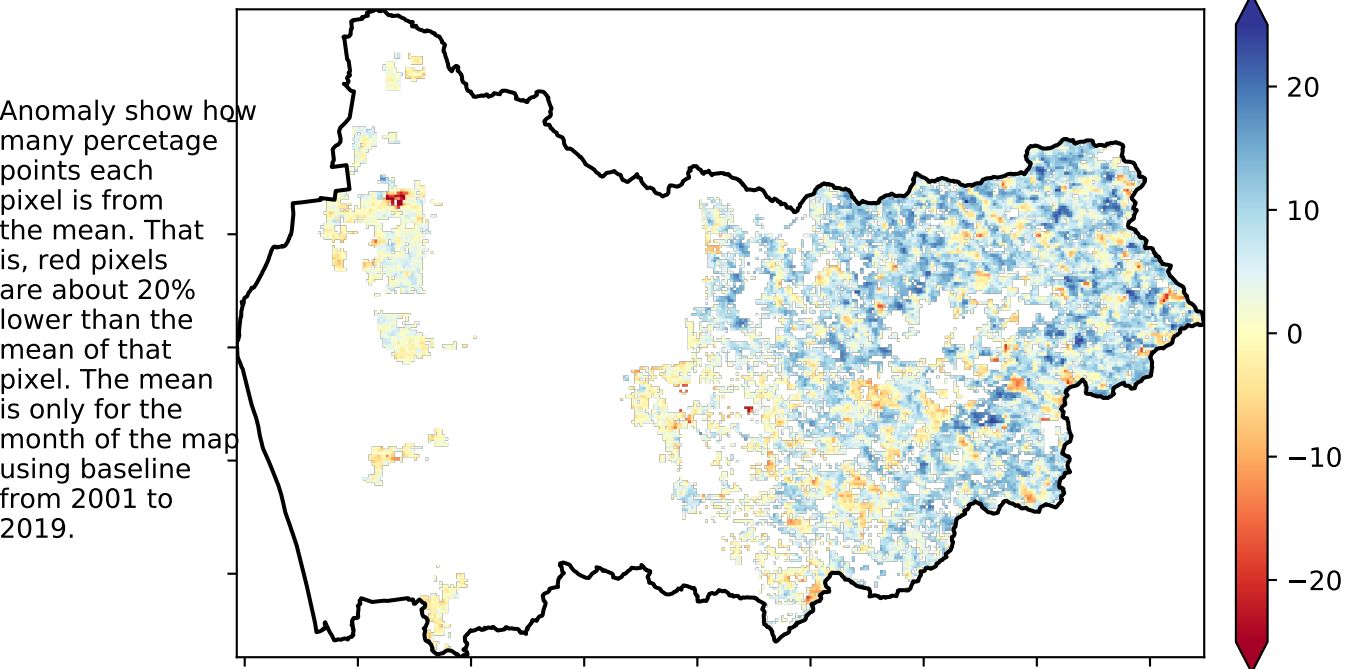 Anomaly show how
many percetage
points each
pixel is from
the mean. That
is, red pixels
are about 20%
lower than the
mean of that
pixel. The mean
is only for the
month of the map
using baseline
from 2001 to
2019.
20
10
0
−10
−20